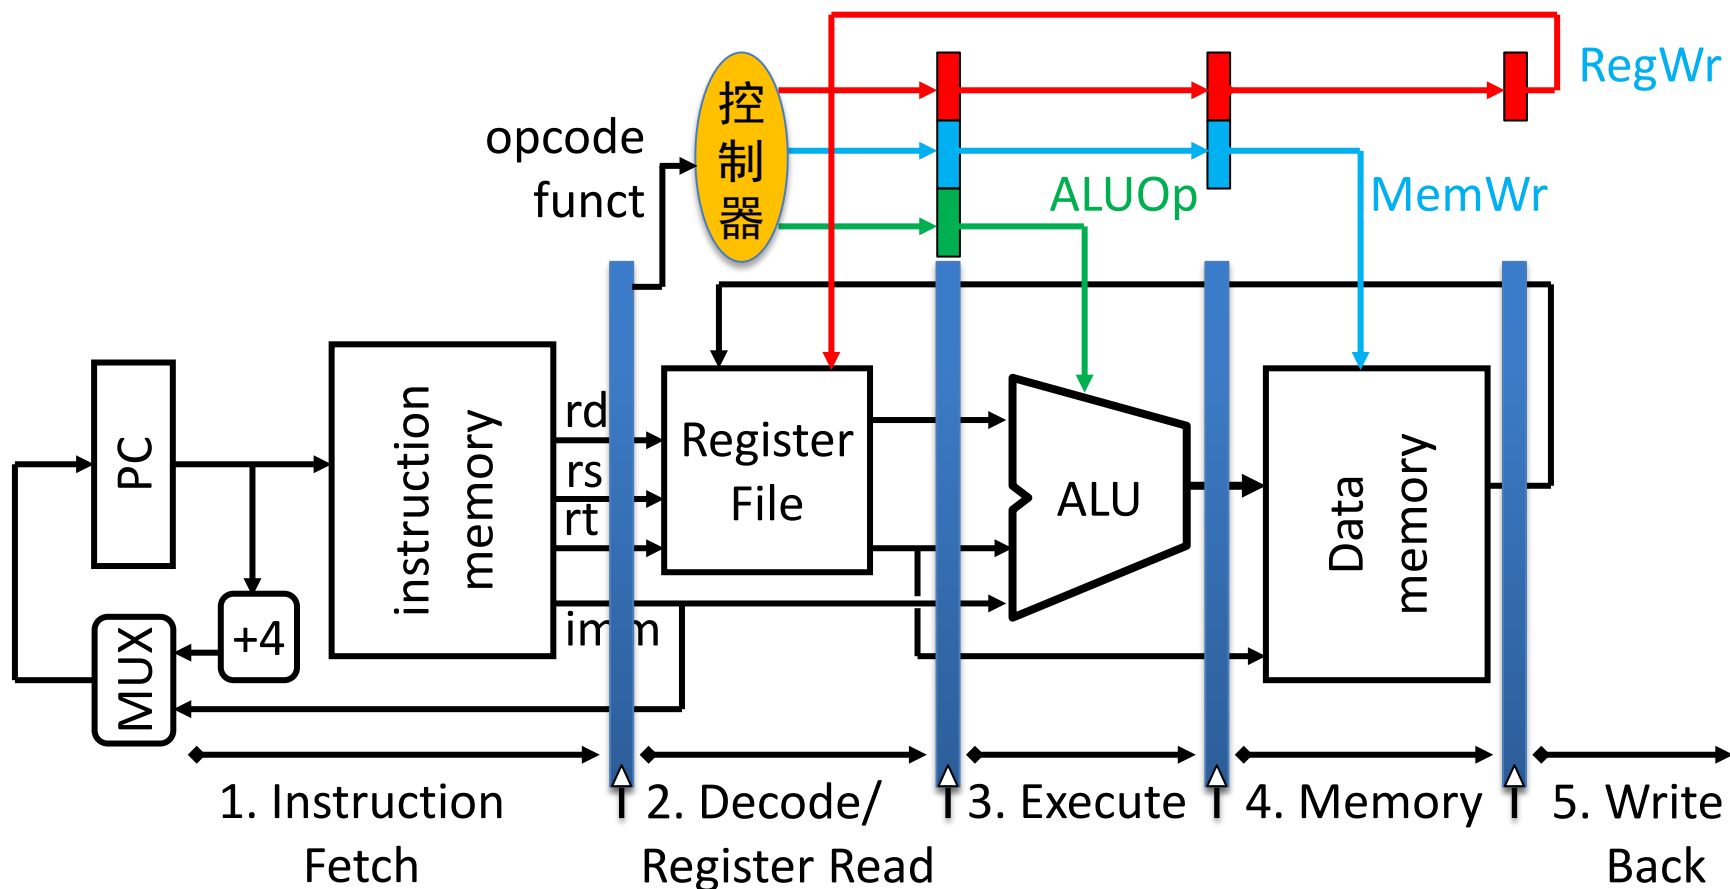 RegWr
控
制
器
opcode
funct
ALUOp
MemWr
PC
instruction
memory
rd
rs
rt
imm
Register
File
ALU
Data
memory
MUX
+4
1. Instruction
Fetch
2. Decode/
Register Read
3. Execute
4. Memory
5. Write
Back